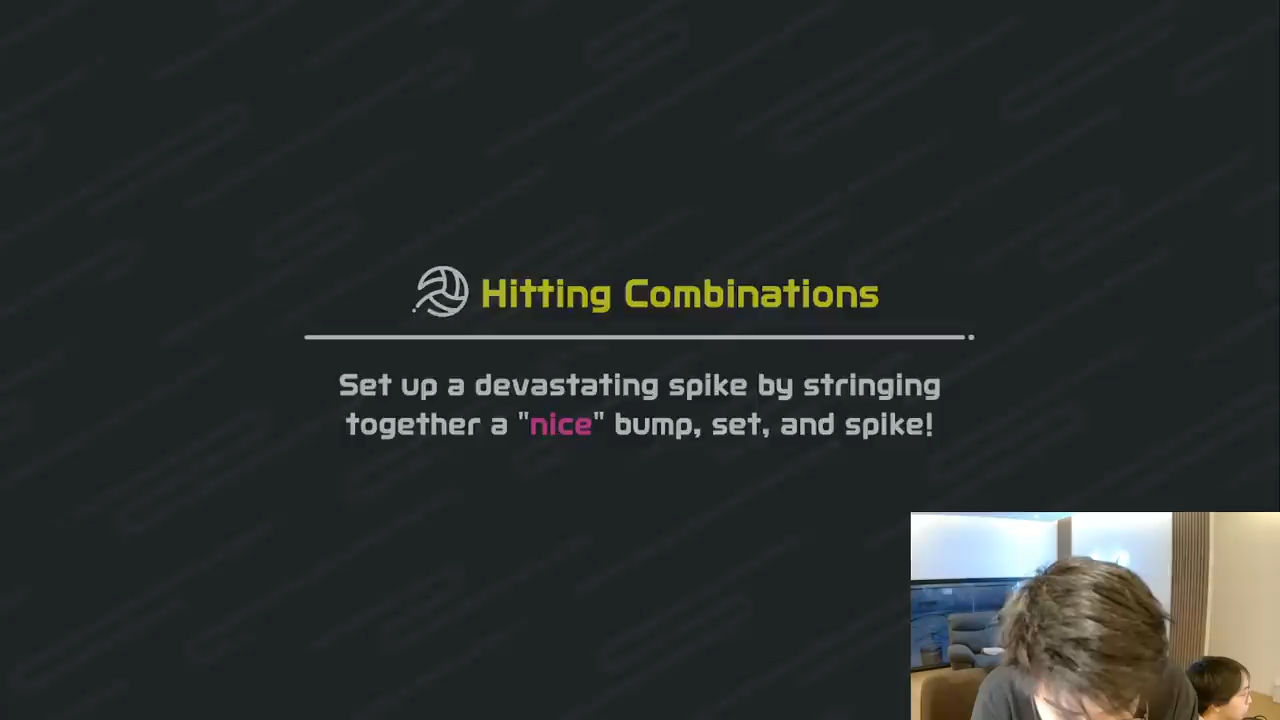 Hitting Combinations
Set up a devastating spike by stringing
together a "nice" bump, set, and spike!